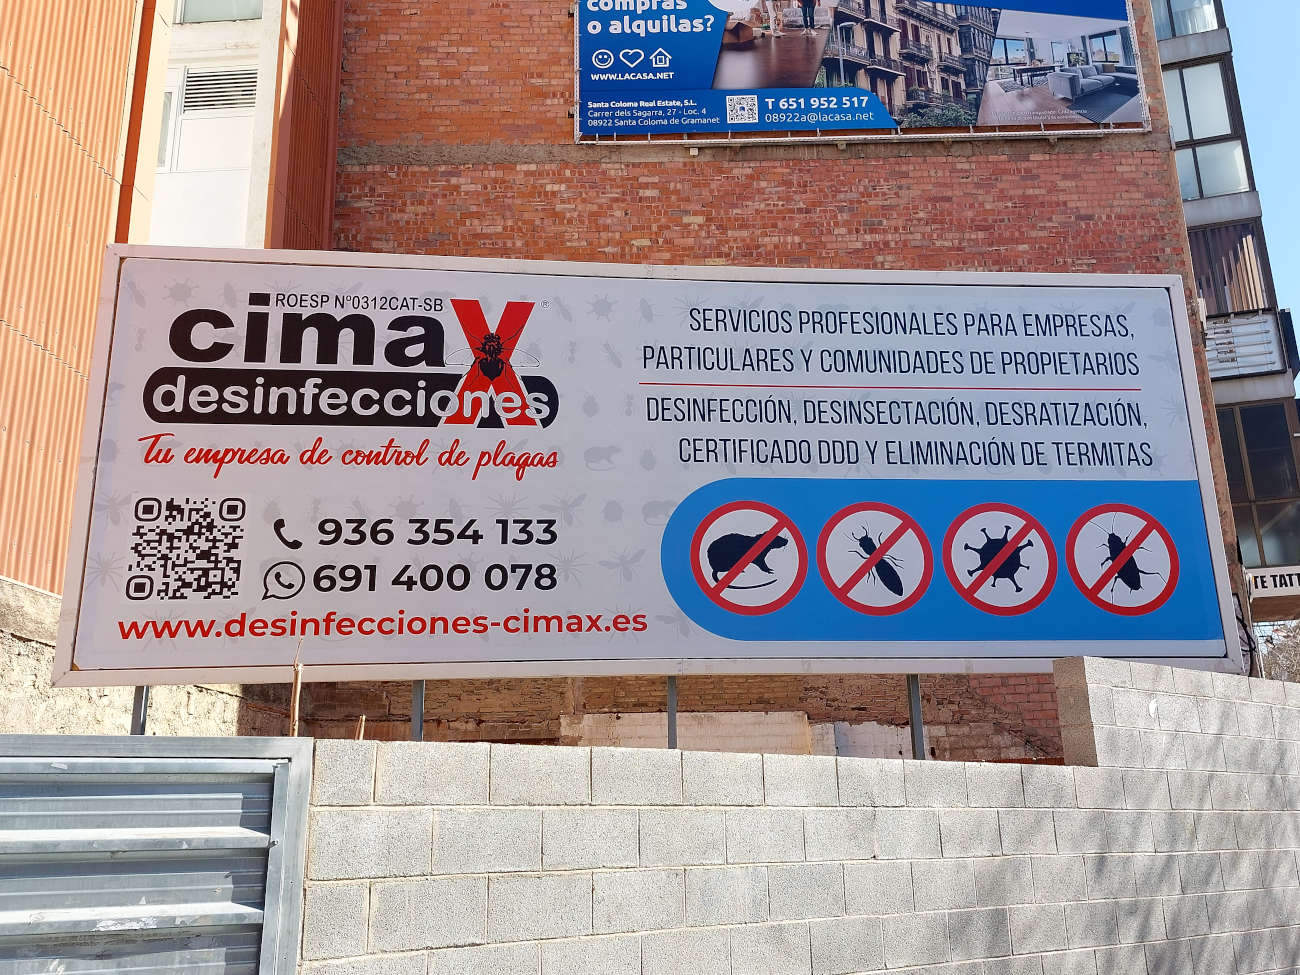 compras
o alquilas?
WWW.LACASA.NET
Santa Coloma Real Estate, S.L.
Carrer dels Sagarra, 27 - Loc. 4
08922 Santa Coloma de Gramanet
T 651 952 517
08922a@lacasa.net
ROESP Nº0312CAT-SB
cimaX ®
desinfecciones
Tu empresa de control de plagas
936 354 133
691 400 078
www.desinfecciones-cimax.es
SERVICIOS PROFESIONALES PARA EMPRESAS,
PARTICULARES Y COMUNIDADES DE PROPIETARIOS
DESINFECCIÓN, DESINSECTACIÓN, DESRATIZACIÓN,
CERTIFICADO DDD Y ELIMINACIÓN DE TERMITAS
TE TATT